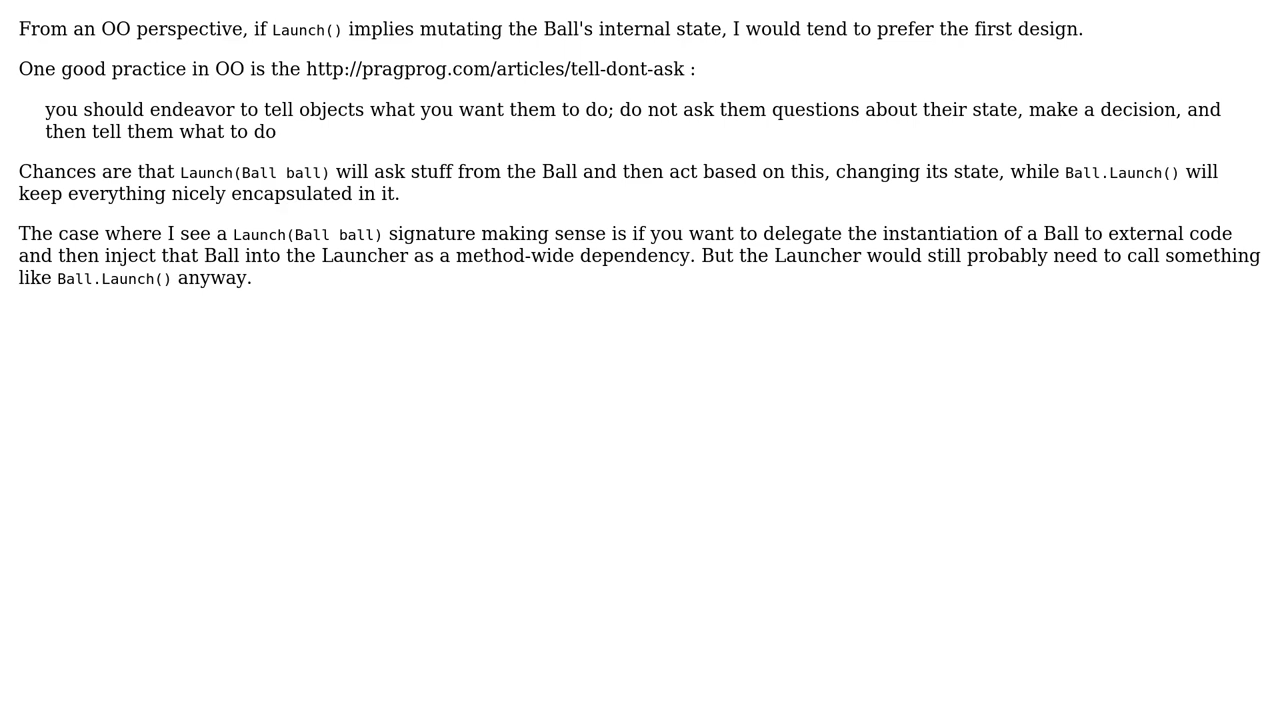 From an OO perspective, if Launch() implies mutating the Ball's internal state, I would tend to prefer the first design.
One good practice in OO is the http://pragprog.com/articles/tell-dont-ask :
you should endeavor to tell objects what you want them to do; do not ask them questions about their state, make a decision, and
then tell them what to do
Chances are that Launch(Ball ball) will ask stuff from the Ball and then act based on this, changing its state, while Ball.Launch() will
keep everything nicely encapsulated in it.
The case where I see a Launch(Ball ball) signature making sense is if you want to delegate the instantiation of a Ball to external code
and then inject that Ball into the Launcher as a method-wide dependency. But the Launcher would still probably need to call something
like Ball.Launch() anyway.